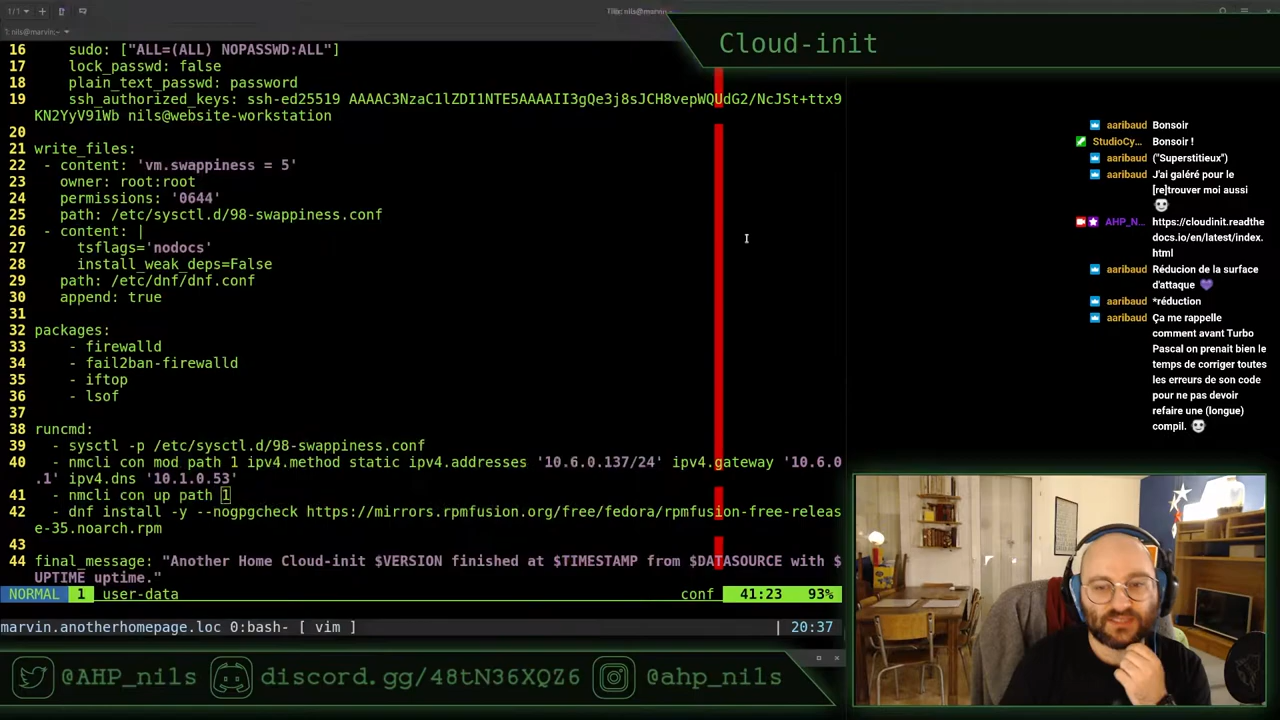 1/1
Tilix: nils@marvin:~
1: nils@marvin:~
Cloud-init
16 sudo: ["ALL=(ALL) NOPASSWD:ALL"]
17 lock_passwd: false
18 plain_text_passwd: password
19 ssh_authorized_keys: ssh-ed25519 AAAAC3NzaC1lZDI1NTE5AAAAII3gQe3j8sJCH8vepWQUdG2/NcJSt+ttx9
KN2YyV91Wb nils@website-workstation
20
21 write_files:
22 - content: 'vm.swappiness = 5'
23 owner: root:root
24 permissions: '0644'
25 path: /etc/sysctl.d/98-swappiness.conf
26 - content: |
27 tsflags='nodocs'
28 install_weak_deps=False
29 path: /etc/dnf/dnf.conf
30 append: true
31
32 packages:
33 - firewalld
34 - fail2ban-firewalld
35 - iftop
36 - lsof
37
38 runcmd:
39 - sysctl -p /etc/sysctl.d/98-swappiness.conf
40 - nmcli con mod path 1 ipv4.method static ipv4.addresses '10.6.0.137/24' ipv4.gateway '10.6.0
.1' ipv4.dns '10.1.0.53'
41 - nmcli con up path 1
42 - dnf install -y --nogpgcheck https://mirrors.rpmfusion.org/free/fedora/rpmfusion-free-releas
e-35.noarch.rpm
43
44 final_message: "Another Home Cloud-init $VERSION finished at $TIMESTAMP from $DATASOURCE with $
UPTIME uptime."
NORMAL 1 user-data conf 41:23 93%
marvin.anotherhomepage.loc 0:bash- [ vim ] | 20:37
aaribaud Bonsoir
StudioCy... Bonsoir !
aaribaud ("Superstitieux")
aaribaud J'ai galéré pour le
[re]trouver moi aussi
AHP_N... https://cloudinit.readthe
docs.io/en/latest/index.
html
aaribaud Réducion de la surface
d'attaque
aaribaud *réduction
aaribaud Ça me rappelle
comment avant Turbo
Pascal on prenait bien le
temps de corriger toutes
les erreurs de son code
pour ne pas devoir
refaire une (longue)
compil.
@AHP_nils discord.gg/48tN36XQZ6 @ahp_nils